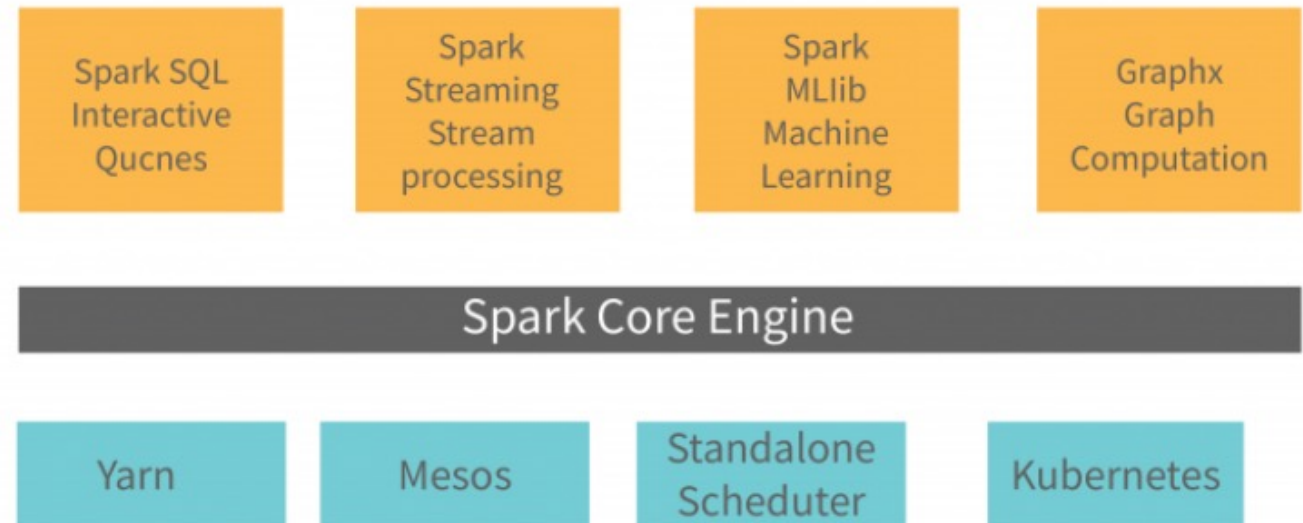 Spark SQL
Interactive
Qucnes
Spark
Streaming
Stream
processing
Spark
MLIib
Machine
Learning
Graphx
Graph
Computation
Spark Core Engine
Yarn
Mesos
Standalone
Scheduter
Kubernetes